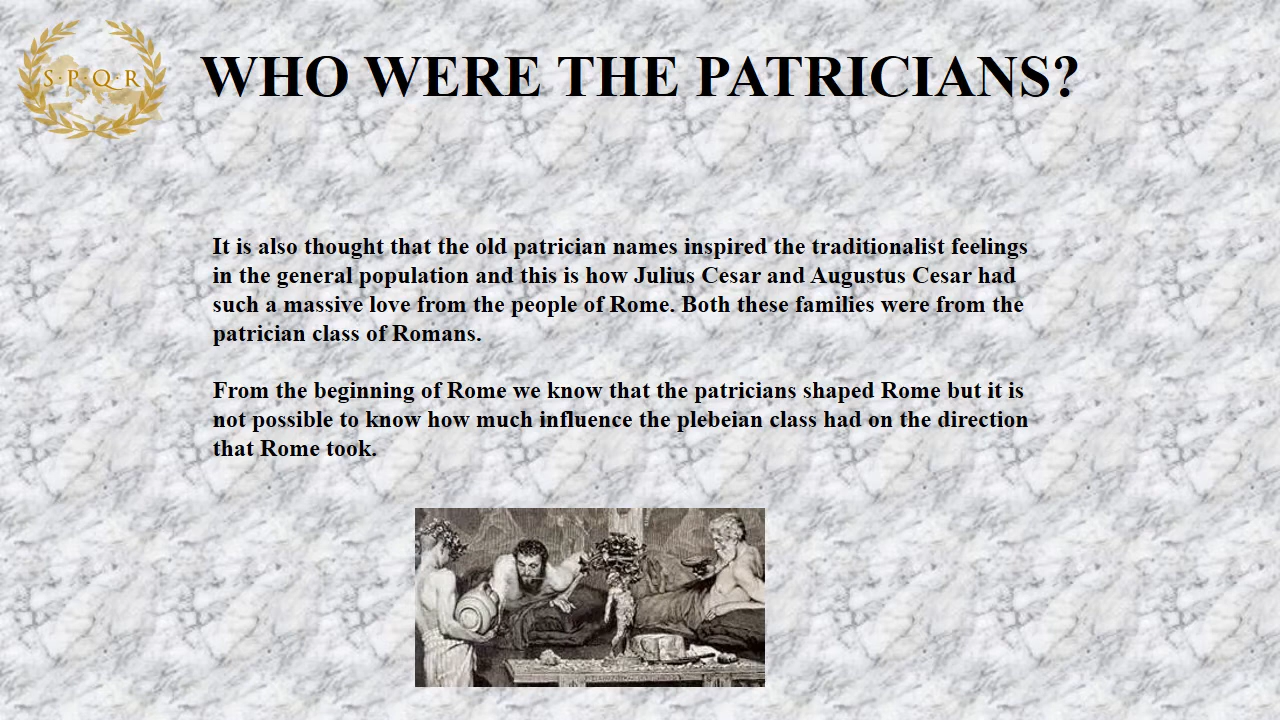 S·P·Q·R
WHO WERE THE PATRICIANS?
It is also thought that the old patrician names inspired the traditionalist feelings
in the general population and this is how Julius Cesar and Augustus Cesar had
such a massive love from the people of Rome. Both these families were from the
patrician class of Romans.
From the beginning of Rome we know that the patricians shaped Rome but it is
not possible to know how much influence the plebeian class had on the direction
that Rome took.